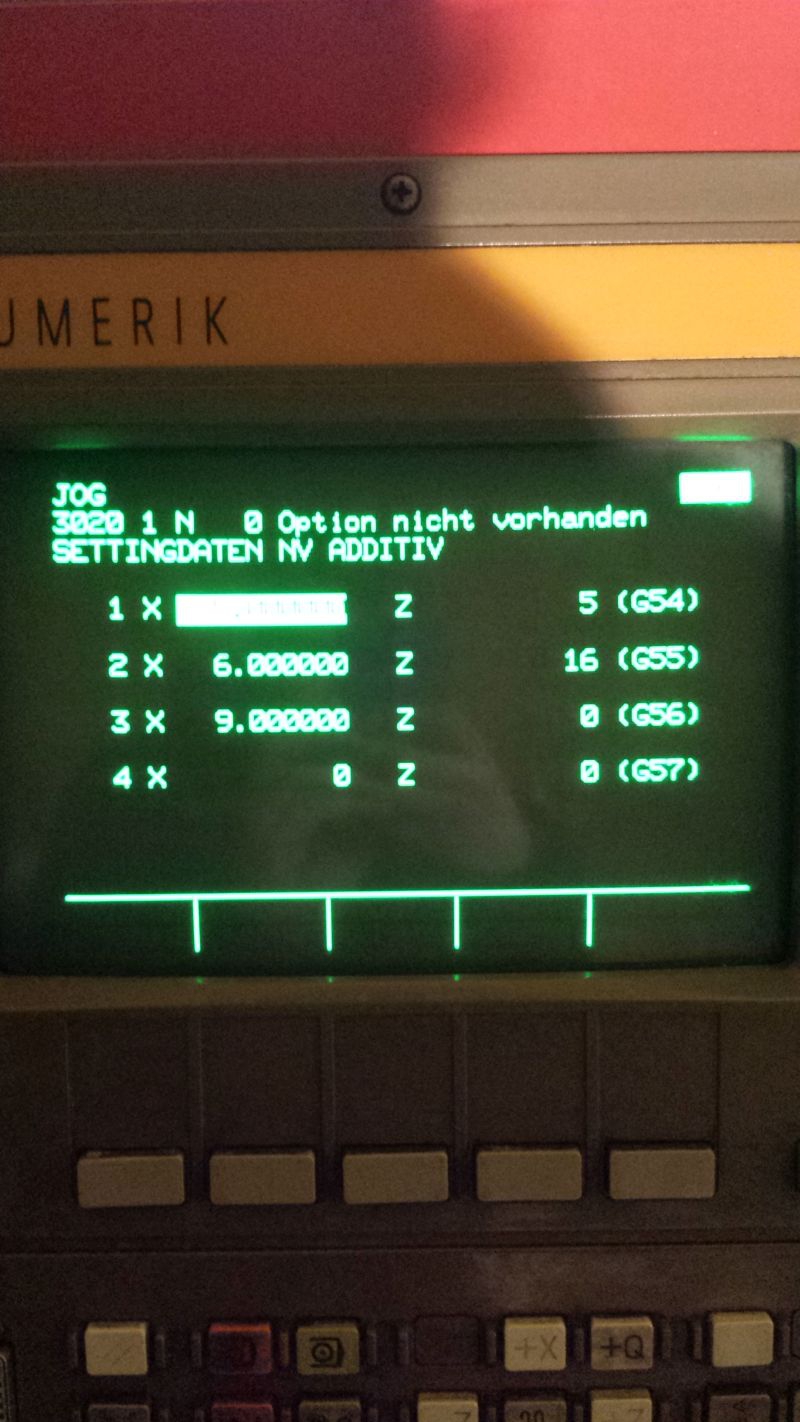 UMERIK
JOG
3020 1 N 0 Option nicht vorhanden
SETTINGDATEN NV ADDITIV
1 X Z 5 (G54)
2 X 6.000000 Z 16 (G55)
3 X 9.000000 Z 0 (G56)
4 X 0 Z 0 (G57)
+X +Q
Z